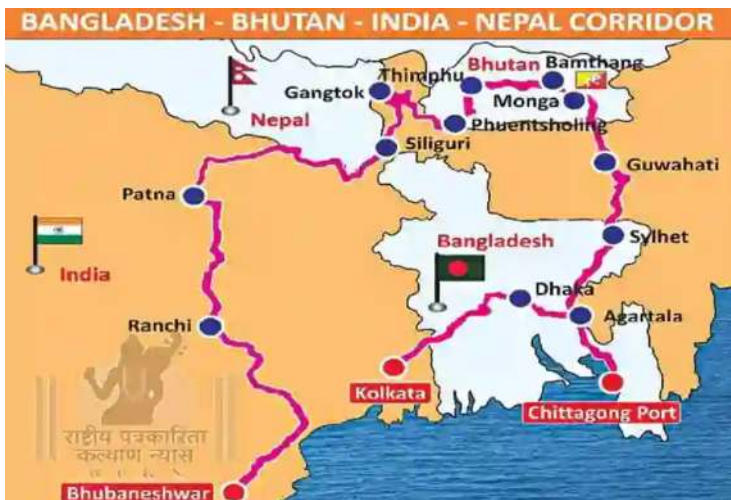 BANGLADESH - BHUTAN - INDIA - NEPAL CORRIDOR
Bhutan
Bamthang
Thimphu
Gangtok
Monga
Nepal
Phuentsholing
Siliguri
Guwahati
Patna
Sylhet
Bangladesh
India
Dhaka
Ranchi
Agartala
Kolkata
Chittagong Port
राष्ट्रीय पत्रकारिता
कल्याण न्यास
Bhubaneshwar